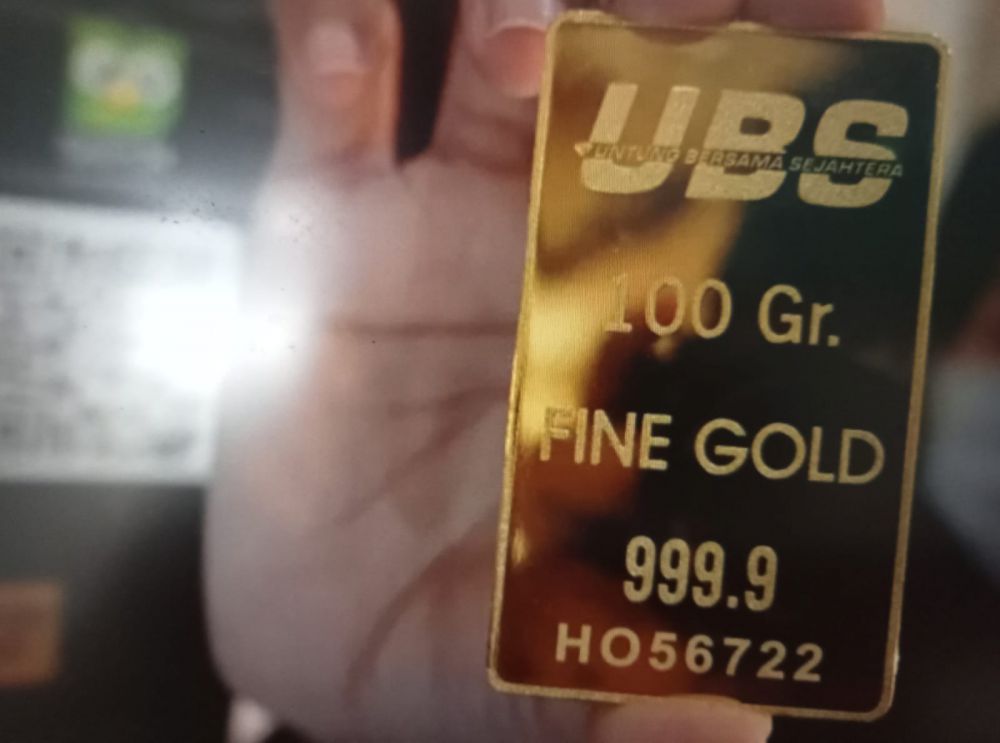 UBS
UNTUNG BERSAMA SEJAHTERA
100 Gr.
FINE GOLD
999.9
HO56722